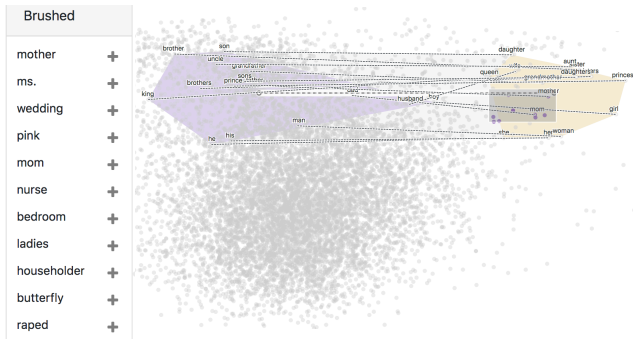 Brushed
mother
ms.
wedding
pink
mom
nurse
bedroom
ladies
householder
butterfly
raped
brother
son
uncle
grandfather
sons
brothers
prince
king
husband
boy
man
he
his
daughter
queen
aunt
sister
grandmother
daughters
princess
mother
mom
girl
she
her
woman